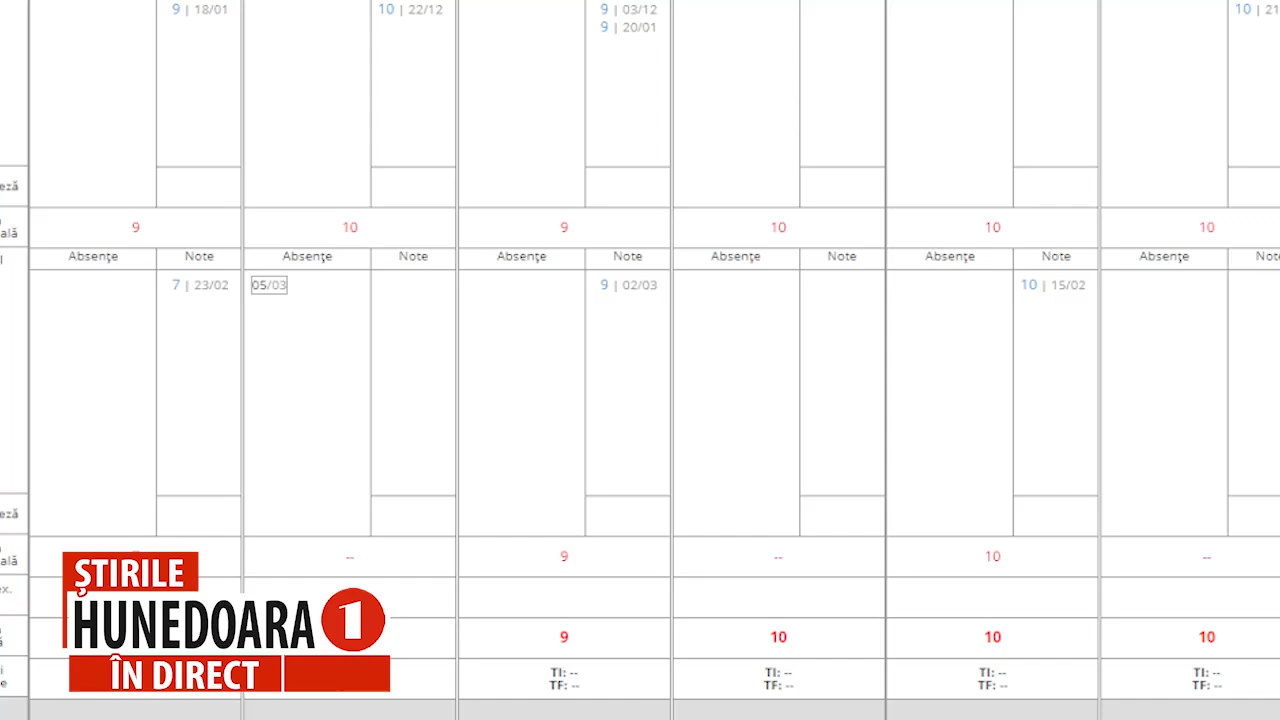 9 | 18/01 10 | 22/12 9 | 03/12 10 | 21
9 | 20/01
eză
ală 9 10 9 10 10 10
Absenţe Note Absenţe Note Absenţe Note Absenţe Note Absenţe Note Absenţe Note
7 | 23/02 05/03 9 | 02/03 10 | 15/02
eză
ală -- 9 -- 10 --
ex.
9 10 10 10
TI: -- TI: -- TI: -- TI: --
TF: -- TF: -- TF: -- TF: --
ŞTIRILE
HUNEDOARA 1
ÎN DIRECT